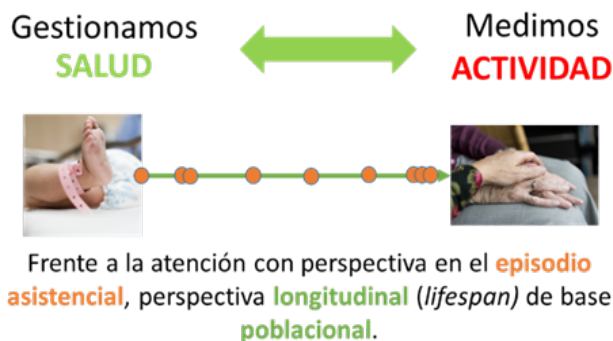 Gestionamos
SALUD
Medimos
ACTIVIDAD
Frente a la atención con perspectiva en el episodio
asistencial, perspectiva longitudinal (lifespan) de base
poblacional.